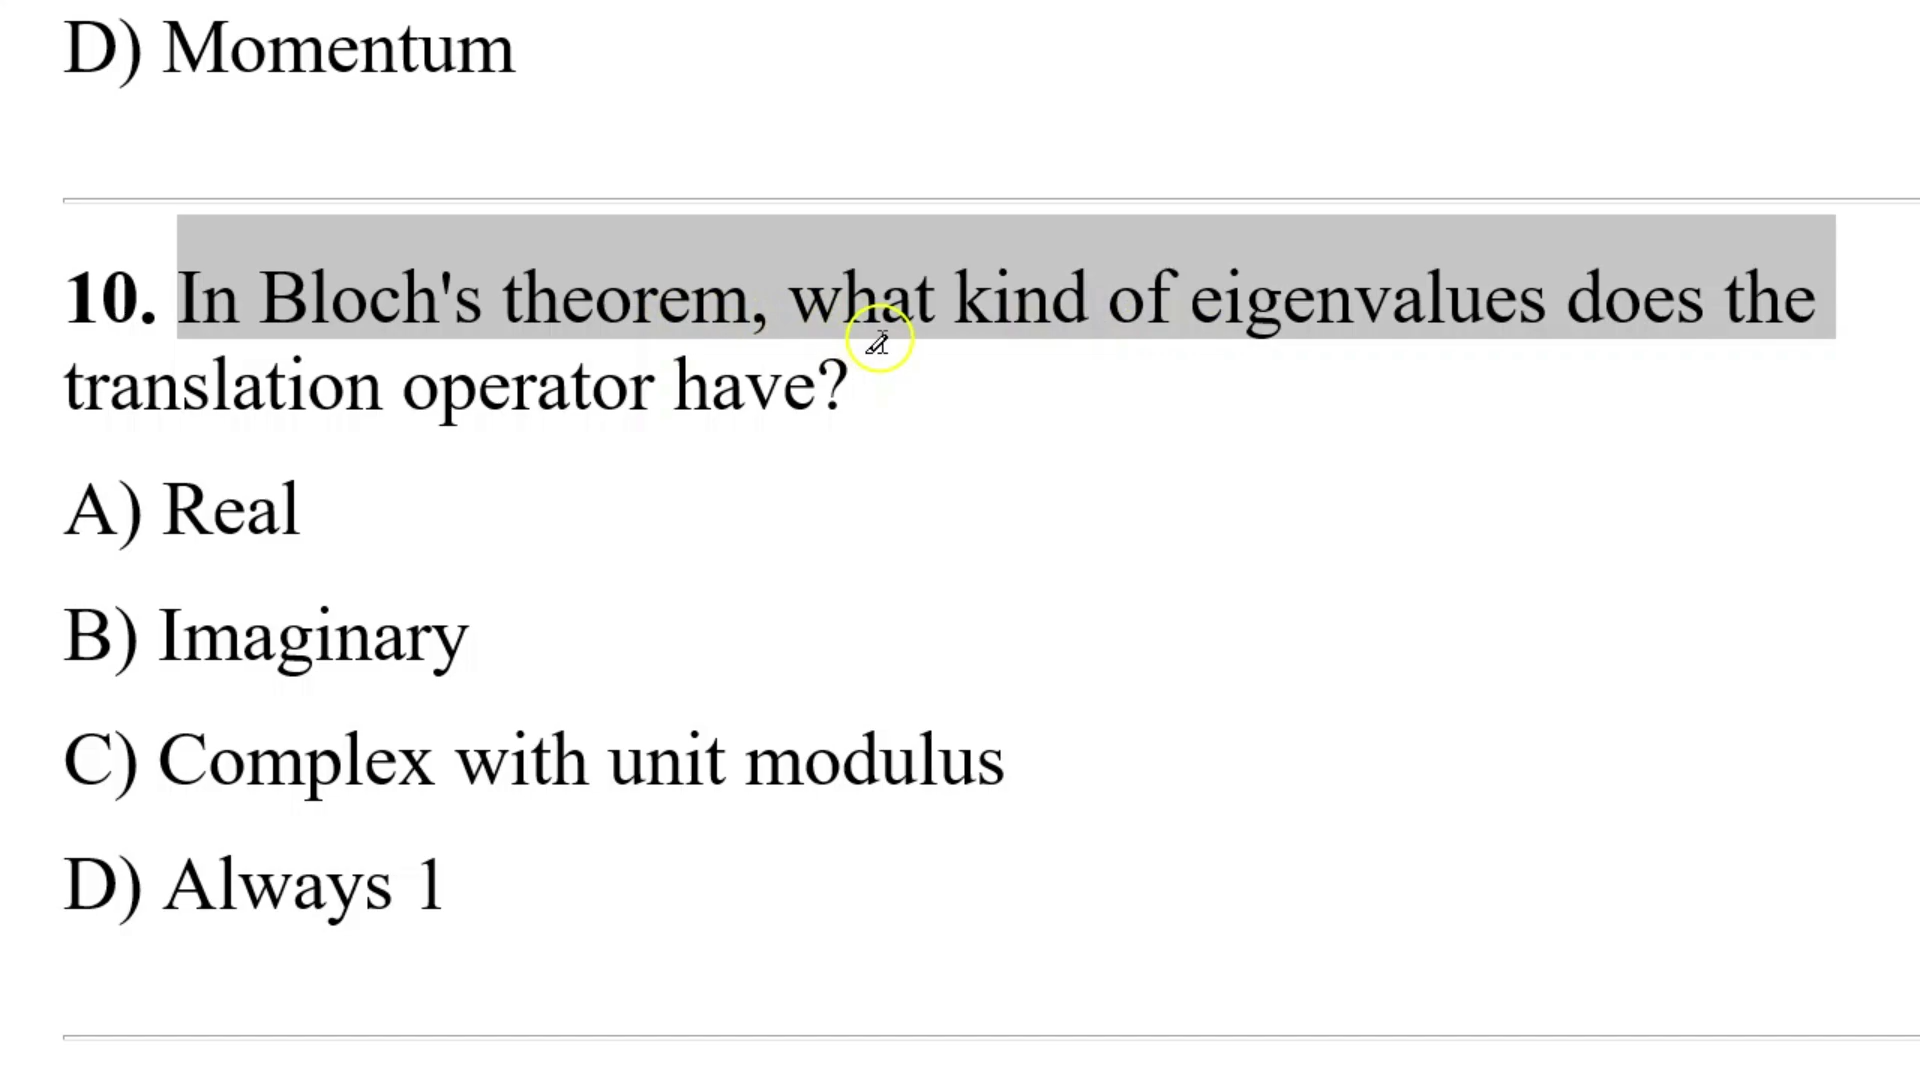 D) Momentum
10. In Bloch's theorem, what kind of eigenvalues does the
translation operator have?
A) Real
B) Imaginary
C) Complex with unit modulus
D) Always 1